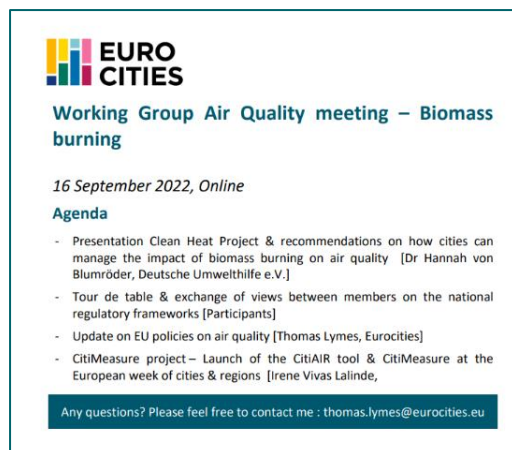 EURO
CITIES
Working Group Air Quality meeting – Biomass
burning
16 September 2022, Online
Agenda
- Presentation Clean Heat Project & recommendations on how cities can
manage the impact of biomass burning on air quality [Dr Hannah von
Blumröder, Deutsche Umwelthilfe e.V.]
- Tour de table & exchange of views between members on the national
regulatory frameworks [Participants]
- Update on EU policies on air quality [Thomas Lymes, Eurocities]
- CitiMeasure project – Launch of the CitiAIR tool & CitiMeasure at the
European week of cities & regions [Irene Vivas Lalinde,
Any questions? Please feel free to contact me : thomas.lymes@eurocities.eu